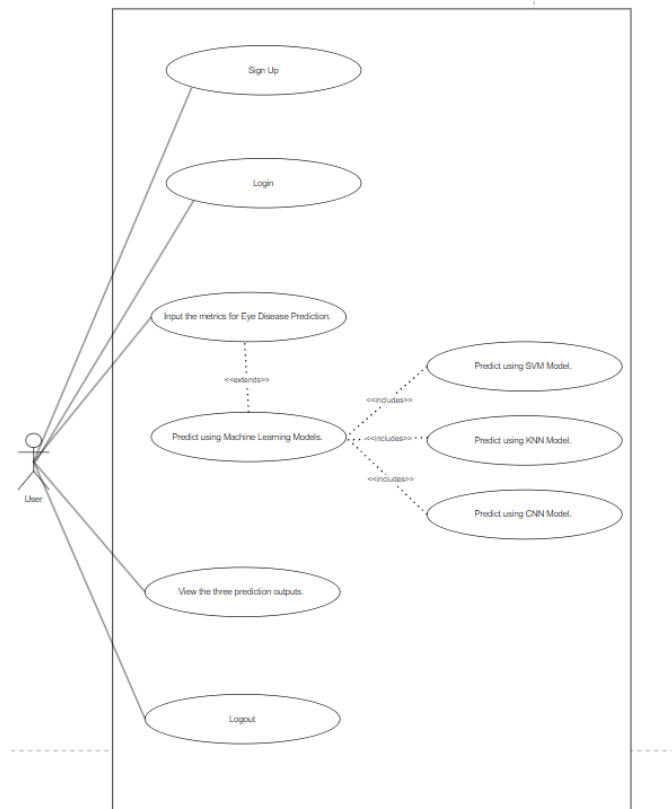 Sign Up
Login
Input the metrics for Eye Disease Prediction.
<<extends>>
Predict using SVM Model.
<<includes>>
Predict using Machine Learning Models.
<<includes>>
Predict using KNN Model.
<<includes>>
User
Predict using CNN Model.
View the three prediction outputs.
Logout